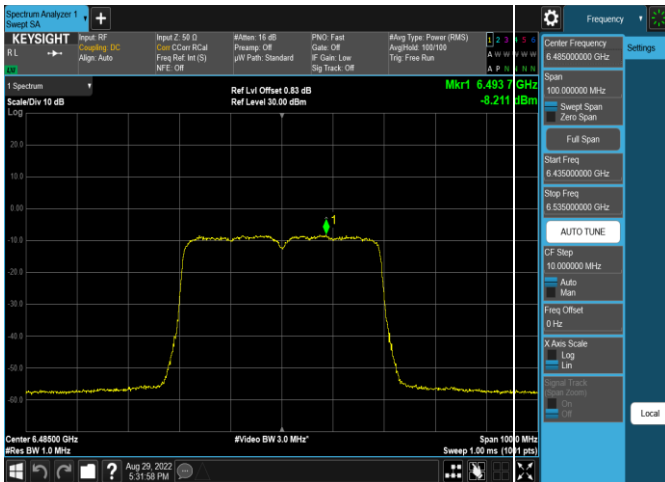 Spectrum Analyzer 1
Swept SA
Frequency
KEYSIGHT
Input: RF
Input Z: 50 Ω
#Atten: 16 dB
PNO: Fast
#Avg Type: Power (RMS)
1 2 3 4 5 6
R L
Coupling: DC
Corr CCorr RCal
Preamp: Off
Gate: Off
Avg|Hold: 100/100
A W W W W W
Align: Auto
Freq Ref: Int (S)
µW Path: Standard
IF Gain: Low
Trig: Free Run
NFE: Off
Sig Track: Off
A P N N N N
LV
1 Spectrum
Ref Lvl Offset 0.83 dB
Mkr1 6.493 7 GHz
Scale/Div 10 dB
Ref Level 30.00 dBm
-8.211 dBm
Log
20.0
10.0
0.00
-10.0
-20.0
-30.0
-40.0
-50.0
-60.0
1
Center 6.48500 GHz
#Video BW 3.0 MHz*
Span 100.0 MHz
#Res BW 1.0 MHz
Sweep 1.00 ms (1001 pts)
Aug 29, 2022
5:31:58 PM
?
Center Frequency
6.485000000 GHz
Settings
Span
100.000000 MHz
Swept Span
Zero Span
Full Span
Start Freq
6.435000000 GHz
Stop Freq
6.535000000 GHz
AUTO TUNE
CF Step
10.000000 MHz
Auto
Man
Freq Offset
0 Hz
X Axis Scale
Log
Lin
Signal Track
(Span Zoom)
On
Off
Local